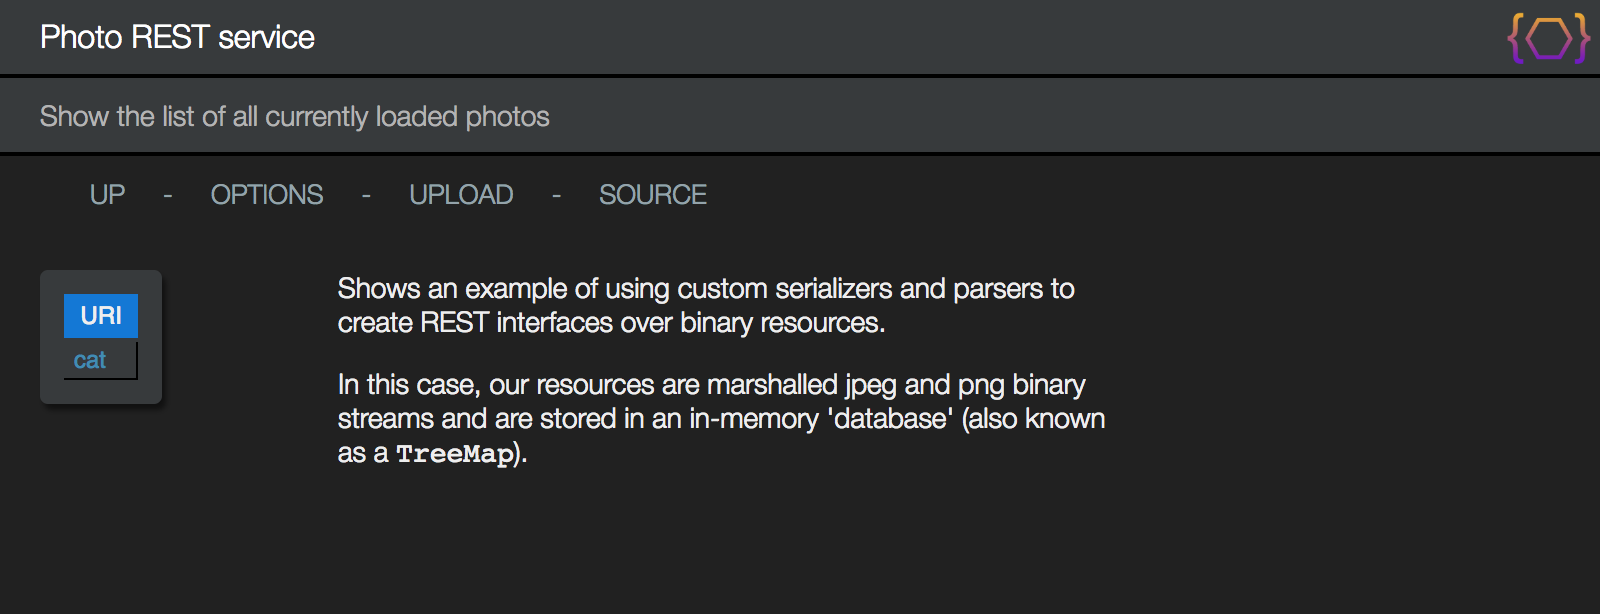 Photo REST service
Show the list of all currently loaded photos
UP - OPTIONS - UPLOAD - SOURCE
URI
cat
Shows an example of using custom serializers and parsers to
create REST interfaces over binary resources.
In this case, our resources are marshalled jpeg and png binary
streams and are stored in an in-memory 'database' (also known
as a TreeMap).